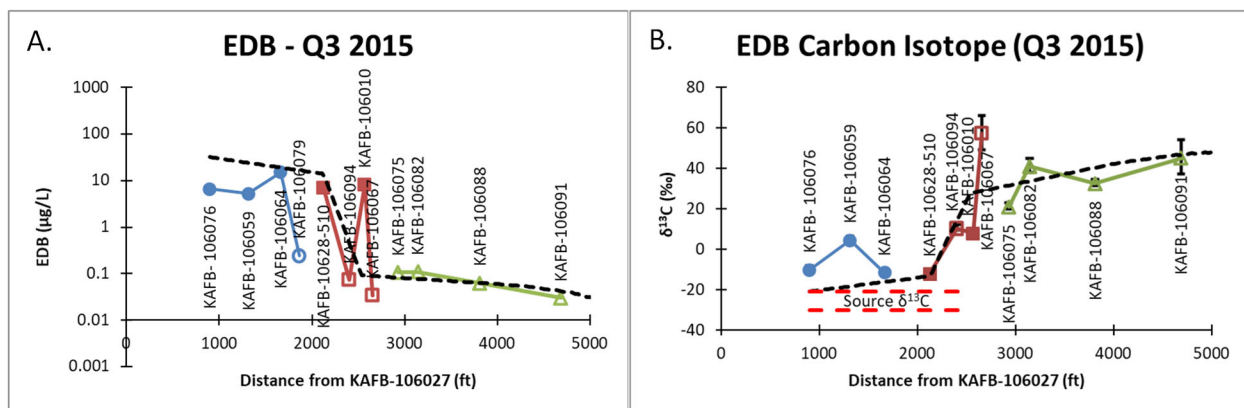 A.
EDB - Q3 2015
EDB (µg/L)
1000
100
10
1
0.1
0.01
0.001
KAFB- 106076
KAFB-106059
KAFB-106064
KAFB-106079
KAFB-10628-510
KAFB-106094
KAFB-106010
KAFB-106067
KAFB-106075
KAFB-106082
KAFB-106088
KAFB-106091
0 1000 2000 3000 4000 5000
Distance from KAFB-106027 (ft)
B.
EDB Carbon Isotope (Q3 2015)
δ¹³C (‰)
80
60
40
20
0
-20
-40
KAFB- 106076
KAFB-106059
KAFB-106064
KAFB-10628-510
KAFB-106094
KAFB-106010
KAFB-106067
KAFB-106075
KAFB-106082
KAFB-106088
KAFB-106091
Source δ¹³C
0 1000 2000 3000 4000 5000
Distance from KAFB-106027 (ft)